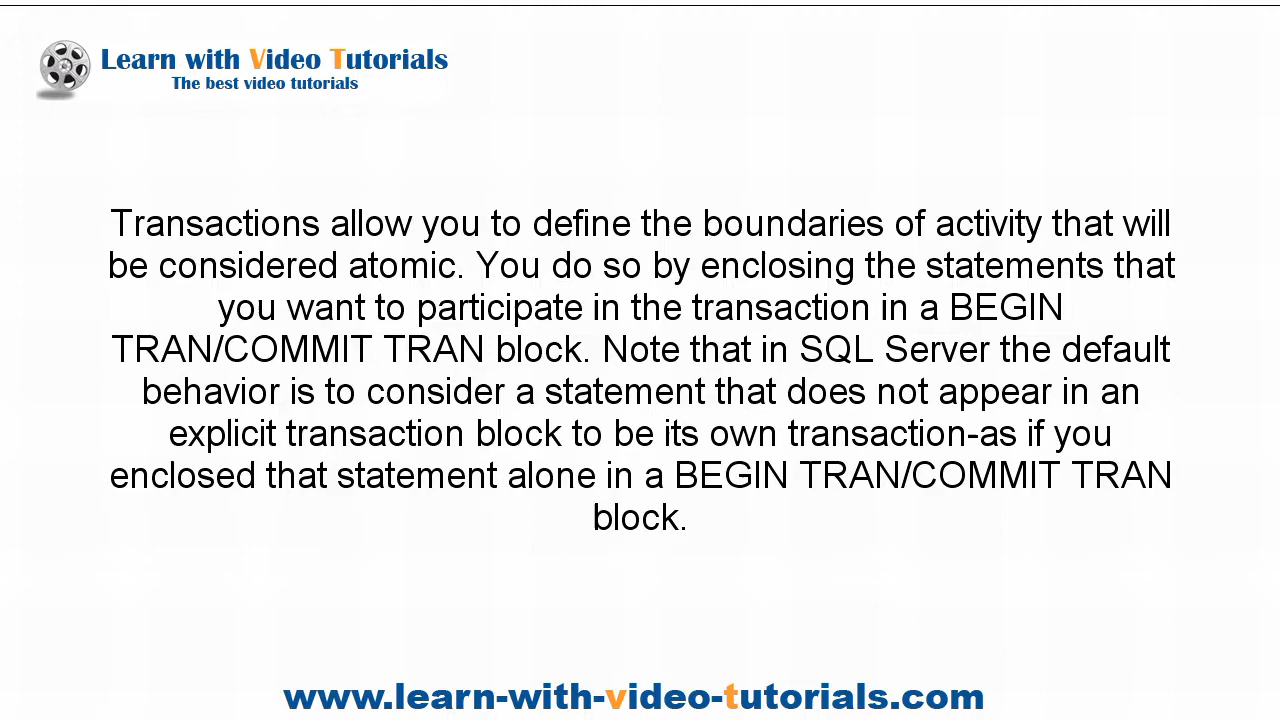 Learn with Video Tutorials
The best video tutorials
Transactions allow you to define the boundaries of activity that will
be considered atomic. You do so by enclosing the statements that
you want to participate in the transaction in a BEGIN
TRAN/COMMIT TRAN block. Note that in SQL Server the default
behavior is to consider a statement that does not appear in an
explicit transaction block to be its own transaction-as if you
enclosed that statement alone in a BEGIN TRAN/COMMIT TRAN
block.
www.learn-with-video-tutorials.com